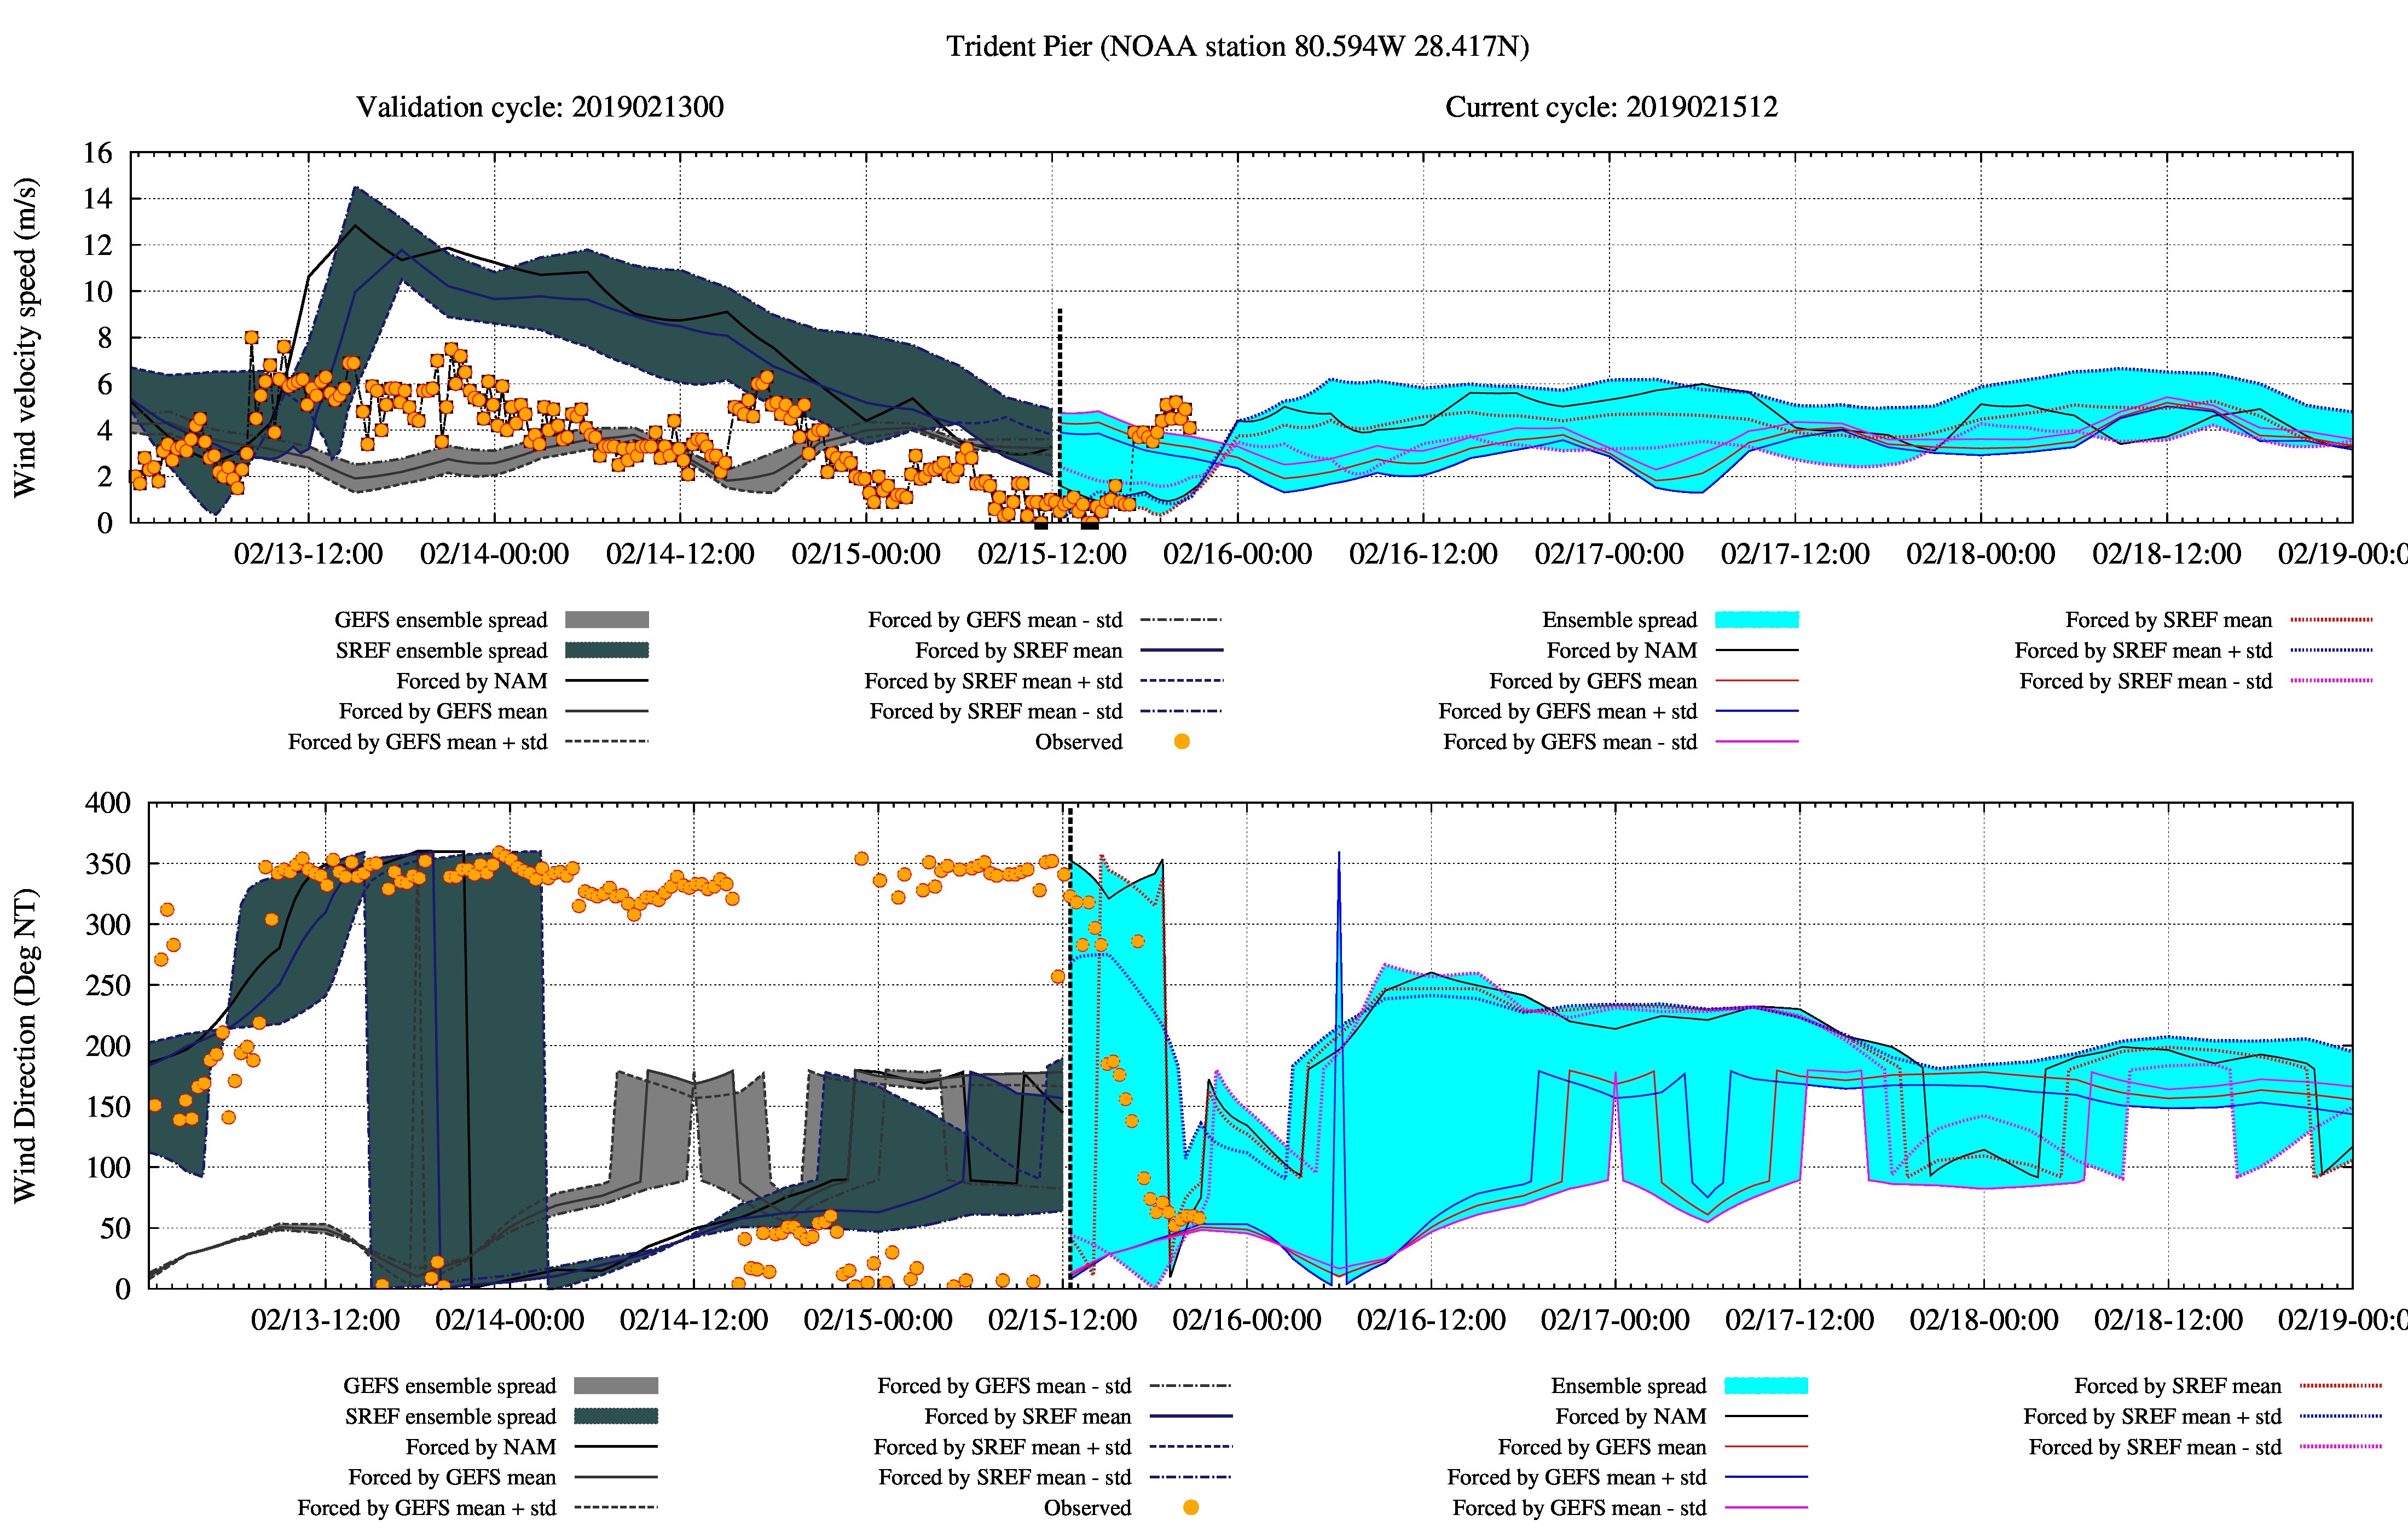 Trident Pier (NOAA station 80.594W 28.417N)
Validation cycle: 2019021300
Current cycle: 2019021512
Wind velocity speed (m/s)
16
14
12
10
8
6
4
2
0
02/13-12:00 02/14-00:00 02/14-12:00 02/15-00:00 02/15-12:00 02/16-00:00 02/16-12:00 02/17-00:00 02/17-12:00 02/18-00:00 02/18-12:00 02/19-00:0
GEFS ensemble spread
SREF ensemble spread
Forced by NAM
Forced by GEFS mean
Forced by GEFS mean + std
Forced by GEFS mean - std
Forced by SREF mean
Forced by SREF mean + std
Forced by SREF mean - std
Observed
Ensemble spread
Forced by NAM
Forced by GEFS mean
Forced by GEFS mean + std
Forced by GEFS mean - std
Forced by SREF mean
Forced by SREF mean + std
Forced by SREF mean - std
Wind Direction (Deg NT)
400
350
300
250
200
150
100
50
0
02/13-12:00 02/14-00:00 02/14-12:00 02/15-00:00 02/15-12:00 02/16-00:00 02/16-12:00 02/17-00:00 02/17-12:00 02/18-00:00 02/18-12:00 02/19-00:0
GEFS ensemble spread
SREF ensemble spread
Forced by NAM
Forced by GEFS mean
Forced by GEFS mean + std
Forced by GEFS mean - std
Forced by SREF mean
Forced by SREF mean + std
Forced by SREF mean - std
Observed
Ensemble spread
Forced by NAM
Forced by GEFS mean
Forced by GEFS mean + std
Forced by GEFS mean - std
Forced by SREF mean
Forced by SREF mean + std
Forced by SREF mean - std